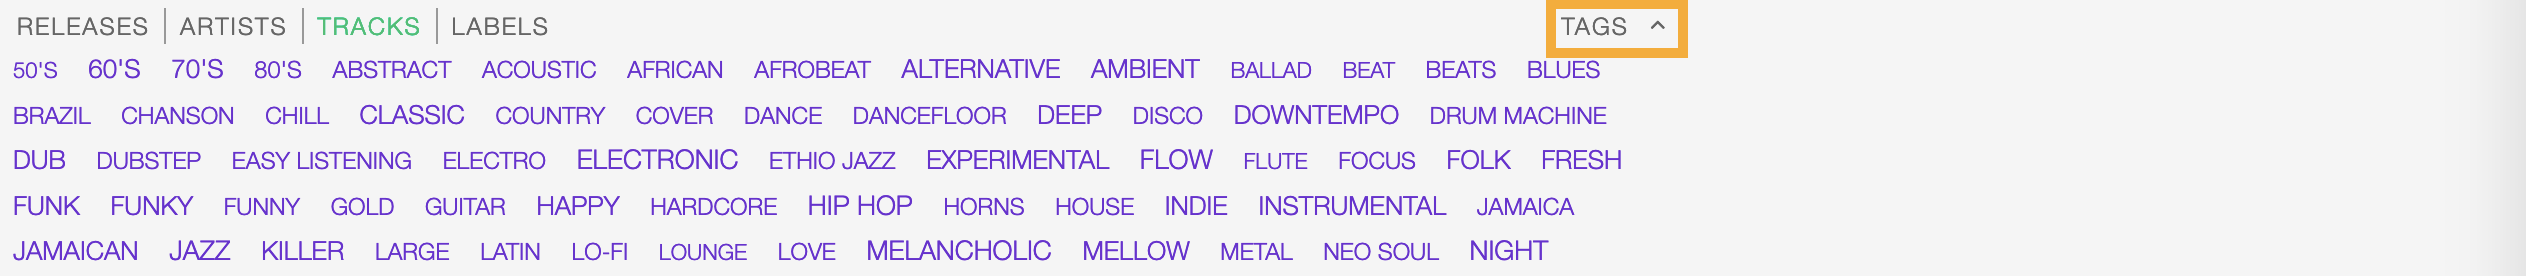 RELEASES ARTISTS TRACKS LABELS TAGS
50'S 60'S 70'S 80'S ABSTRACT ACOUSTIC AFRICAN AFROBEAT ALTERNATIVE AMBIENT BALLAD BEAT BEATS BLUES
BRAZIL CHANSON CHILL CLASSIC COUNTRY COVER DANCE DANCEFLOOR DEEP DISCO DOWNTEMPO DRUM MACHINE
DUB DUBSTEP EASY LISTENING ELECTRO ELECTRONIC ETHIO JAZZ EXPERIMENTAL FLOW FLUTE FOCUS FOLK FRESH
FUNK FUNKY FUNNY GOLD GUITAR HAPPY HARDCORE HIP HOP HORNS HOUSE INDIE INSTRUMENTAL JAMAICA
JAMAICAN JAZZ KILLER LARGE LATIN LO-FI LOUNGE LOVE MELANCHOLIC MELLOW METAL NEO SOUL NIGHT